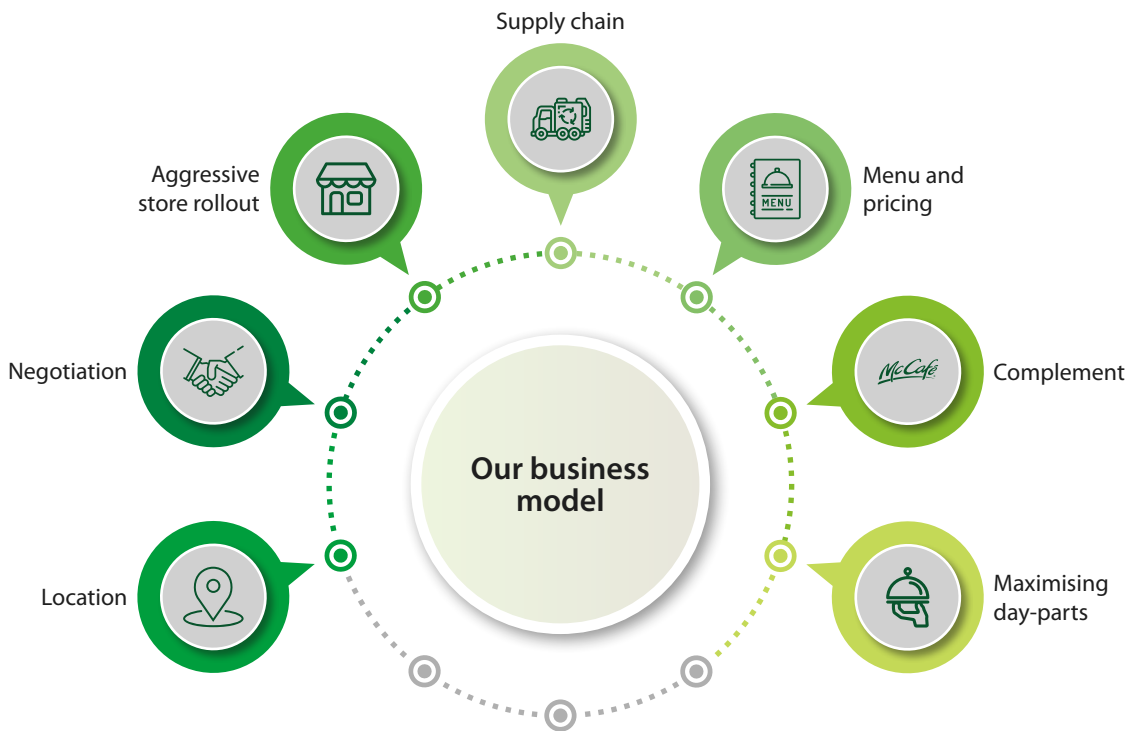 Supply chain
Aggressive
store rollout
MENU
Menu and
pricing
Negotiation
McCafé
Complement
Our business
model
Location
Maximising
day-parts